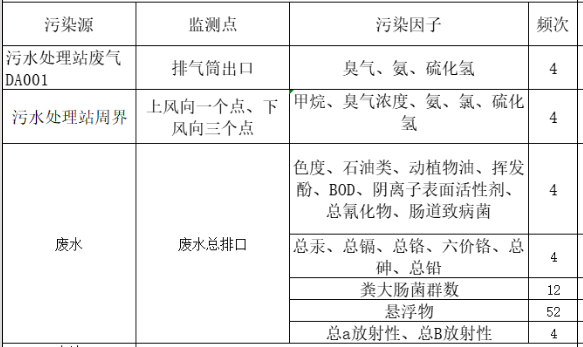 污染源 监测点 污染因子 频次
污水处理站废气
DA001
排气筒出口
臭气、氨、硫化氢
4
污水处理站周界
上风向一个点、下
风向三个点
甲烷、臭气浓度、氨、氯、硫化
氢
4
废水
废水总排口
色度、石油类、动植物油、挥发
酚、BOD、阴离子表面活性剂、
总氰化物、肠道致病菌
4
总汞、总镉、总铬、六价铬、总
砷、总铅
4
粪大肠菌群数
12
悬浮物
52
总a放射性、总B放射性
4